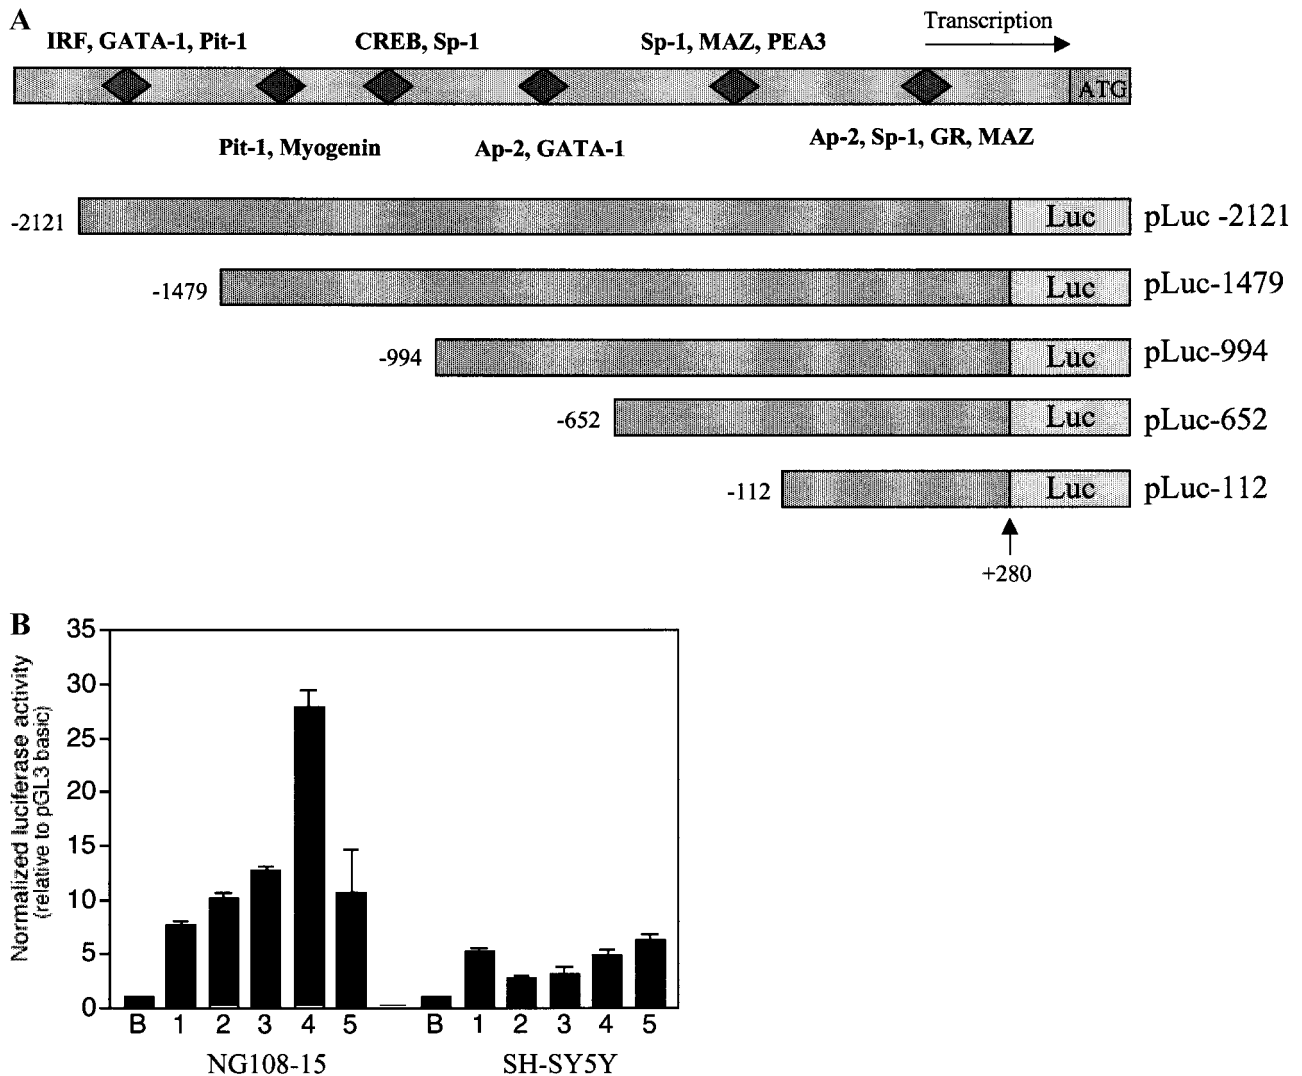 A
Transcription
IRF, GATA-1, Pit-1
CREB, Sp-1
Sp-1, MAZ, PEA3
ATG
Pit-1, Myogenin
Ap-2, GATA-1
Ap-2, Sp-1, GR, MAZ
-2121
Luc
pLuc -2121
-1479
Luc
pLuc-1479
-994
Luc
pLuc-994
-652
Luc
pLuc-652
-112
Luc
pLuc-112
+280
B
Normalized luciferase activity
(relative to pGL3 basic)
35
30
25
20
15
10
5
0
B 1 2 3 4 5 B 1 2 3 4 5
NG108-15 SH-SY5Y